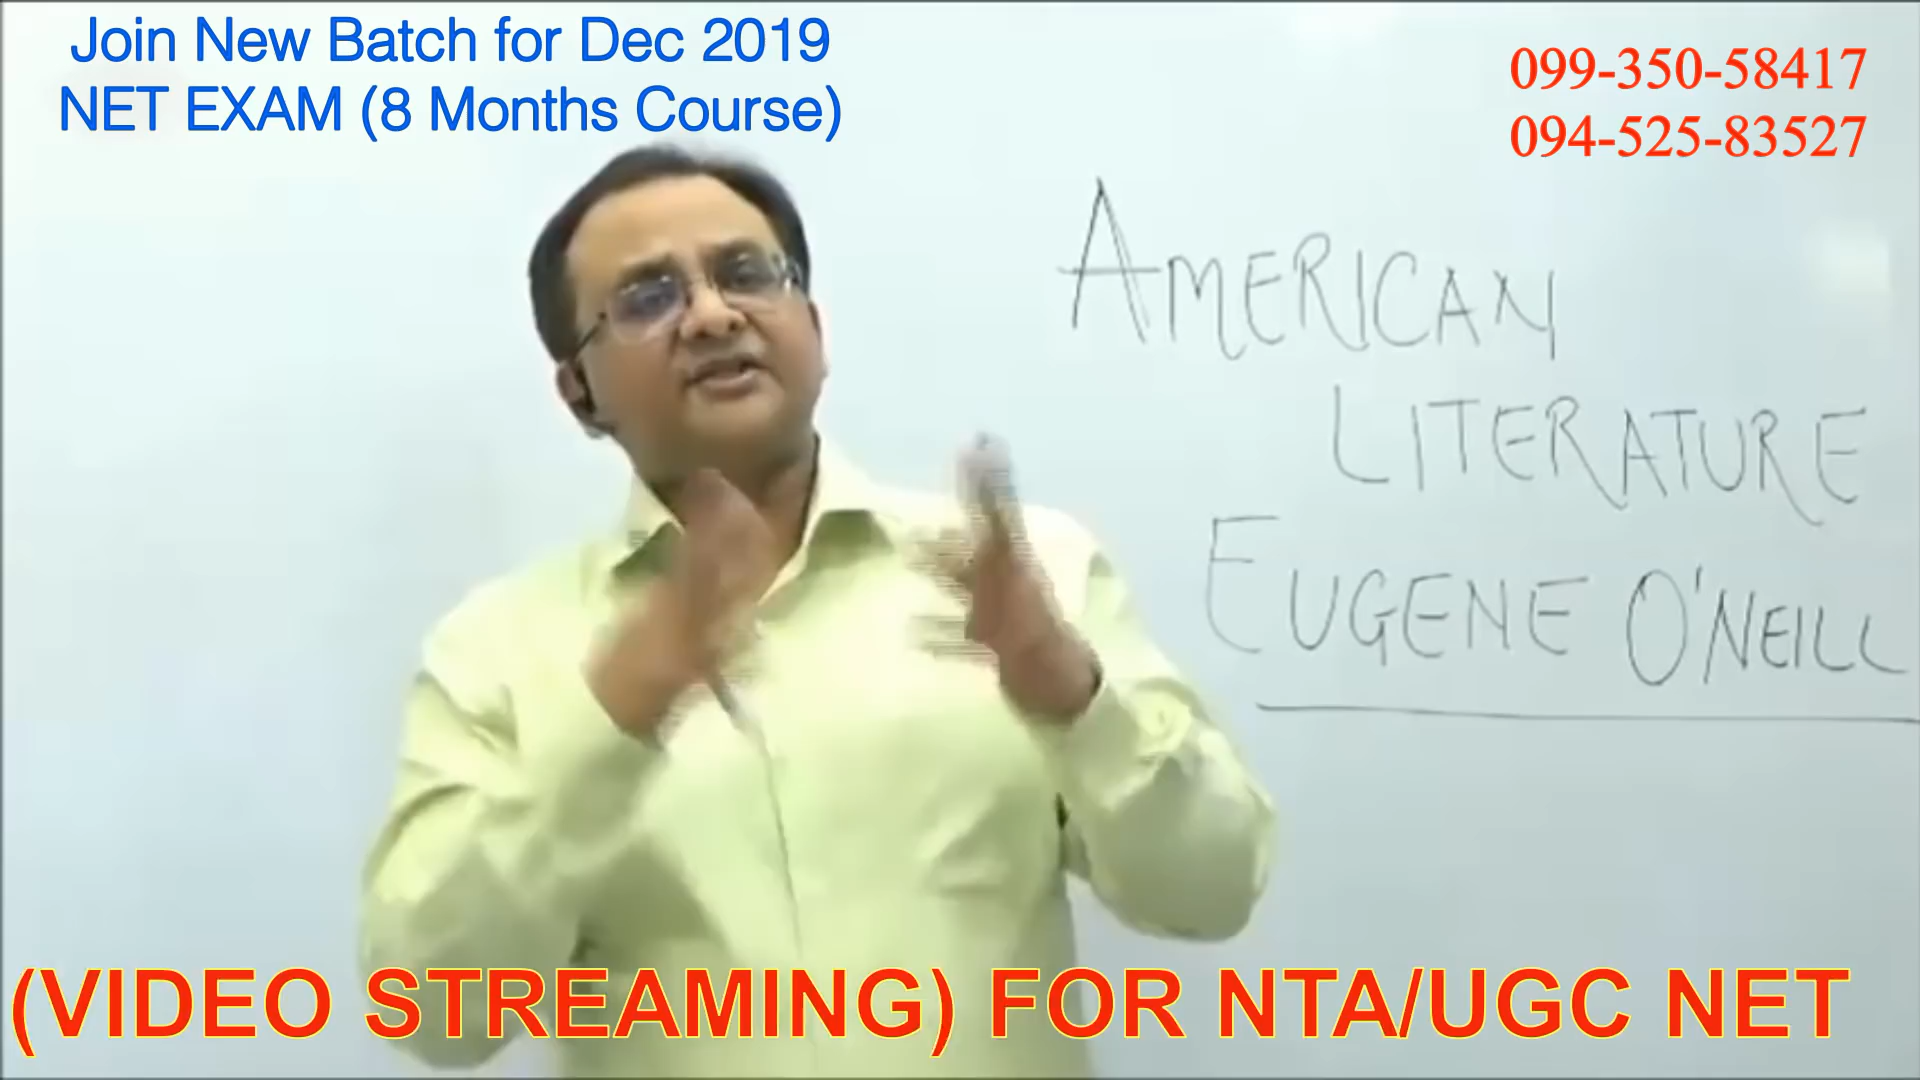 Join New Batch for Dec 2019
NET EXAM (8 Months Course)
099-350-58417
094-525-83527
AMERICAN
LITERATURE
EUGENE O'NEILL
(VIDEO STREAMING) FOR NTA/UGC NET